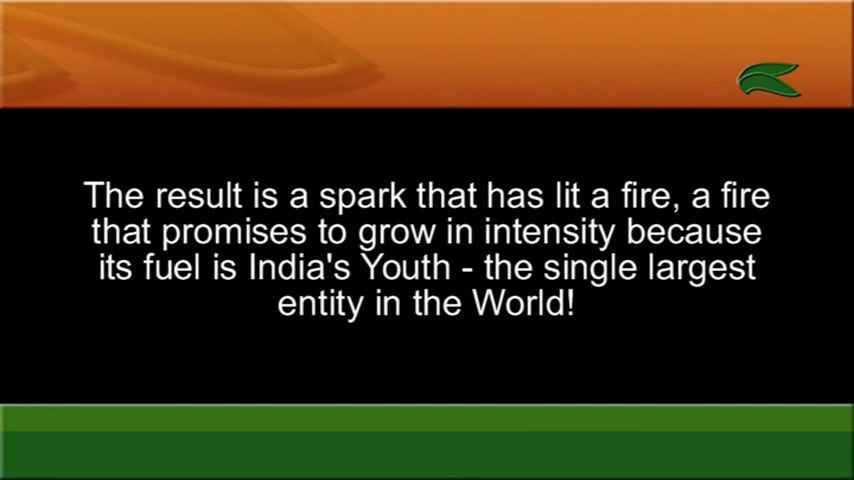 The result is a spark that has lit a fire, a fire
that promises to grow in intensity because
its fuel is India's Youth - the single largest
entity in the World!